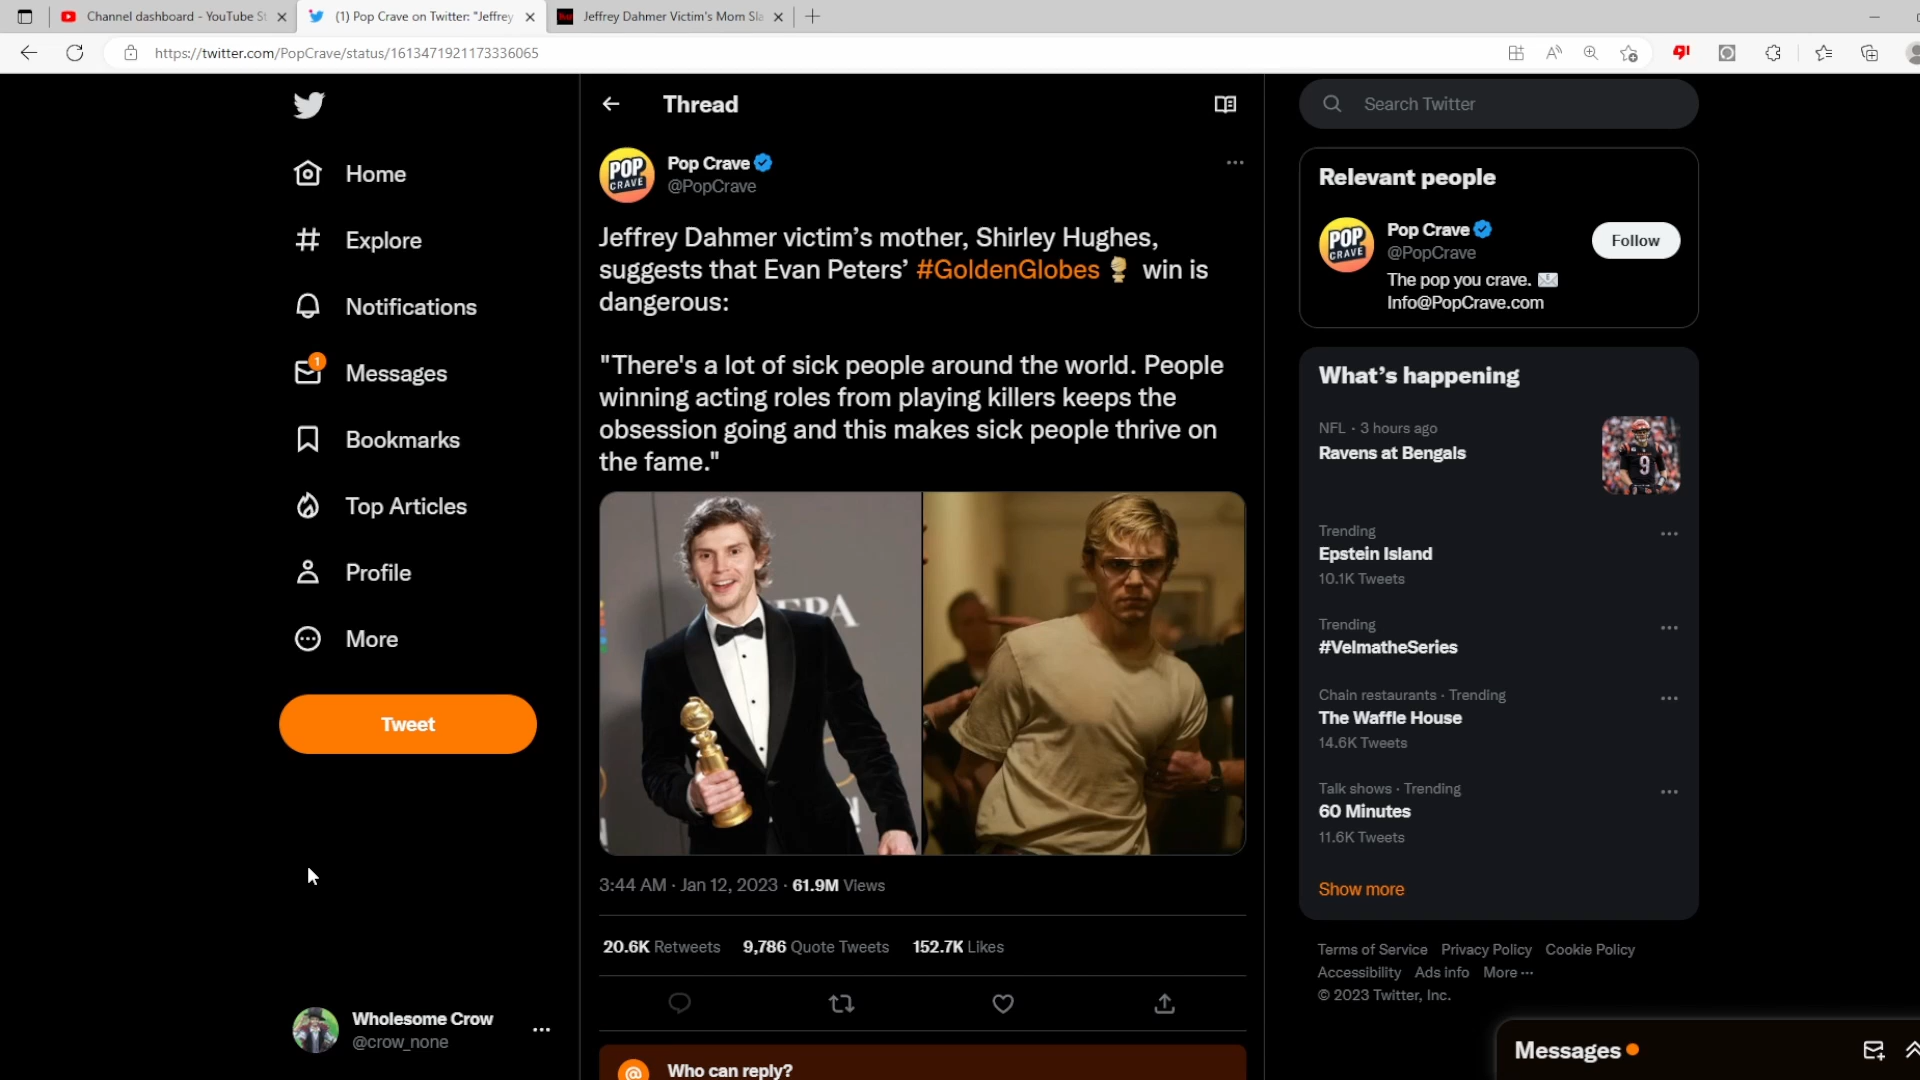 Channel dashboard - YouTube St
(1) Pop Crave on Twitter: "Jeffrey
Jeffrey Dahmer Victim's Mom Sla
https://twitter.com/PopCrave/status/1613471921173336065
Home
Explore
Notifications
1
Messages
Bookmarks
Top Articles
Profile
More
Tweet
Wholesome Crow
@crow_none
Thread
POP
CRAVE
Pop Crave
@PopCrave
Jeffrey Dahmer victim’s mother, Shirley Hughes,
suggests that Evan Peters’ #GoldenGlobes win is
dangerous:
"There's a lot of sick people around the world. People
winning acting roles from playing killers keeps the
obsession going and this makes sick people thrive on
the fame."
3:44 AM · Jan 12, 2023 · 61.9M Views
20.6K Retweets 9,786 Quote Tweets 152.7K Likes
Who can reply?
Search Twitter
Relevant people
POP
CRAVE
Pop Crave
@PopCrave
Follow
The pop you crave.
Info@PopCrave.com
What’s happening
NFL · 3 hours ago
Ravens at Bengals
9
Trending
Epstein Island
10.1K Tweets
Trending
#VelmatheSeries
Chain restaurants · Trending
The Waffle House
14.6K Tweets
Talk shows · Trending
60 Minutes
11.6K Tweets
Show more
Terms of Service Privacy Policy Cookie Policy
Accessibility Ads info More ···
© 2023 Twitter, Inc.
Messages